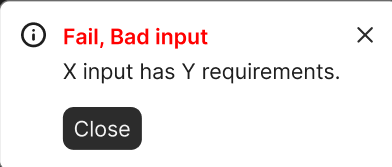 Fail, Bad input
X input has Y requirements.
Close